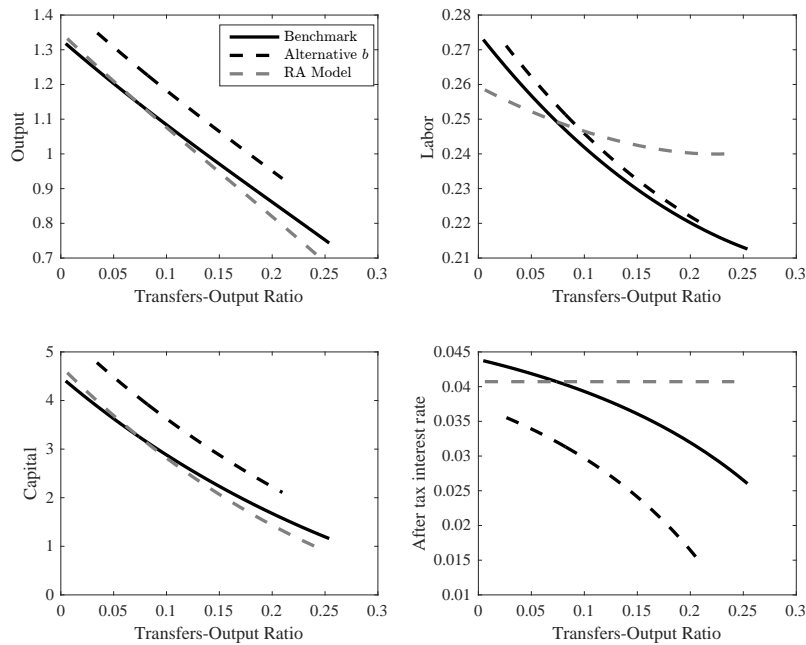 1.4
1.3
1.2
1.1
1
0.9
0.8
0.7
Output
0 0.05 0.1 0.15 0.2 0.25 0.3
Transfers-Output Ratio
Benchmark
Alternative b
RA Model
0.28
0.27
0.26
0.25
0.24
0.23
0.22
0.21
Labor
0 0.05 0.1 0.15 0.2 0.25 0.3
Transfers-Output Ratio
5
4
3
2
1
0
Capital
0 0.05 0.1 0.15 0.2 0.25 0.3
Transfers-Output Ratio
0.045
0.04
0.035
0.03
0.025
0.02
0.015
0.01
After tax interest rate
0 0.05 0.1 0.15 0.2 0.25 0.3
Transfers-Output Ratio